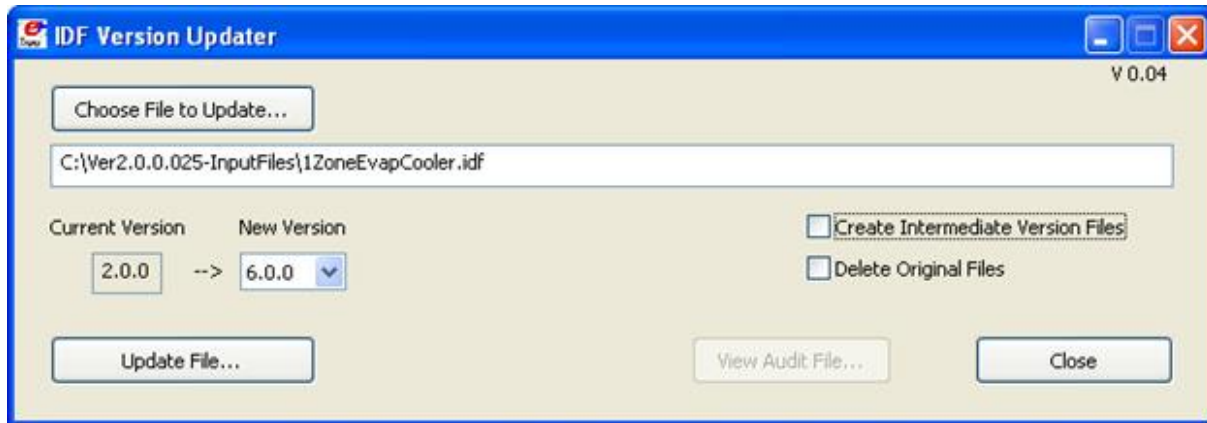 IDF Version Updater
V 0.04
Choose File to Update...
C:\Ver2.0.0.025-InputFiles\1ZoneEvapCooler.idf
Current Version New Version
Create Intermediate Version Files
2.0.0 --> 6.0.0
Delete Original Files
Update File... View Audit File... Close